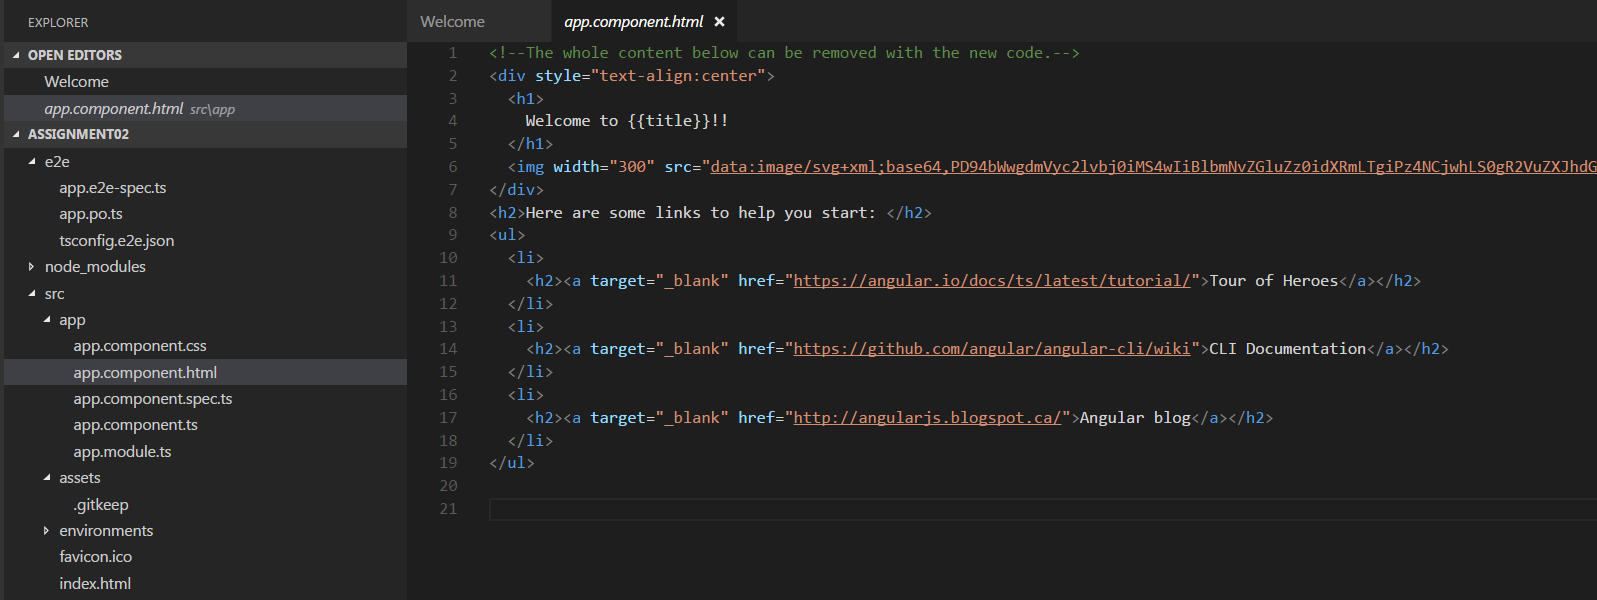 EXPLORER
OPEN EDITORS
Welcome
app.component.html src\app
ASSIGNMENT02
e2e
app.e2e-spec.ts
app.po.ts
tsconfig.e2e.json
node_modules
src
app
app.component.css
app.component.html
app.component.spec.ts
app.component.ts
app.module.ts
assets
.gitkeep
environments
favicon.ico
index.html
Welcome app.component.html ×
1 <!--The whole content below can be removed with the new code.-->
2 <div style="text-align:center">
3 <h1>
4 Welcome to {{title}}!!
5 </h1>
6 <img width="300" src="data:image/svg+xml;base64,PD94bWwgdmVyc2lvbj0iMS4wIiBlbmNvZGluZz0idXRmLTgiPz4NCjwhLS0gR2VuZXJhdG
7 </div>
8 <h2>Here are some links to help you start: </h2>
9 <ul>
10 <li>
11 <h2><a target="_blank" href="https://angular.io/docs/ts/latest/tutorial/">Tour of Heroes</a></h2>
12 </li>
13 <li>
14 <h2><a target="_blank" href="https://github.com/angular/angular-cli/wiki">CLI Documentation</a></h2>
15 </li>
16 <li>
17 <h2><a target="_blank" href="http://angularjs.blogspot.ca/">Angular blog</a></h2>
18 </li>
19 </ul>
20
21